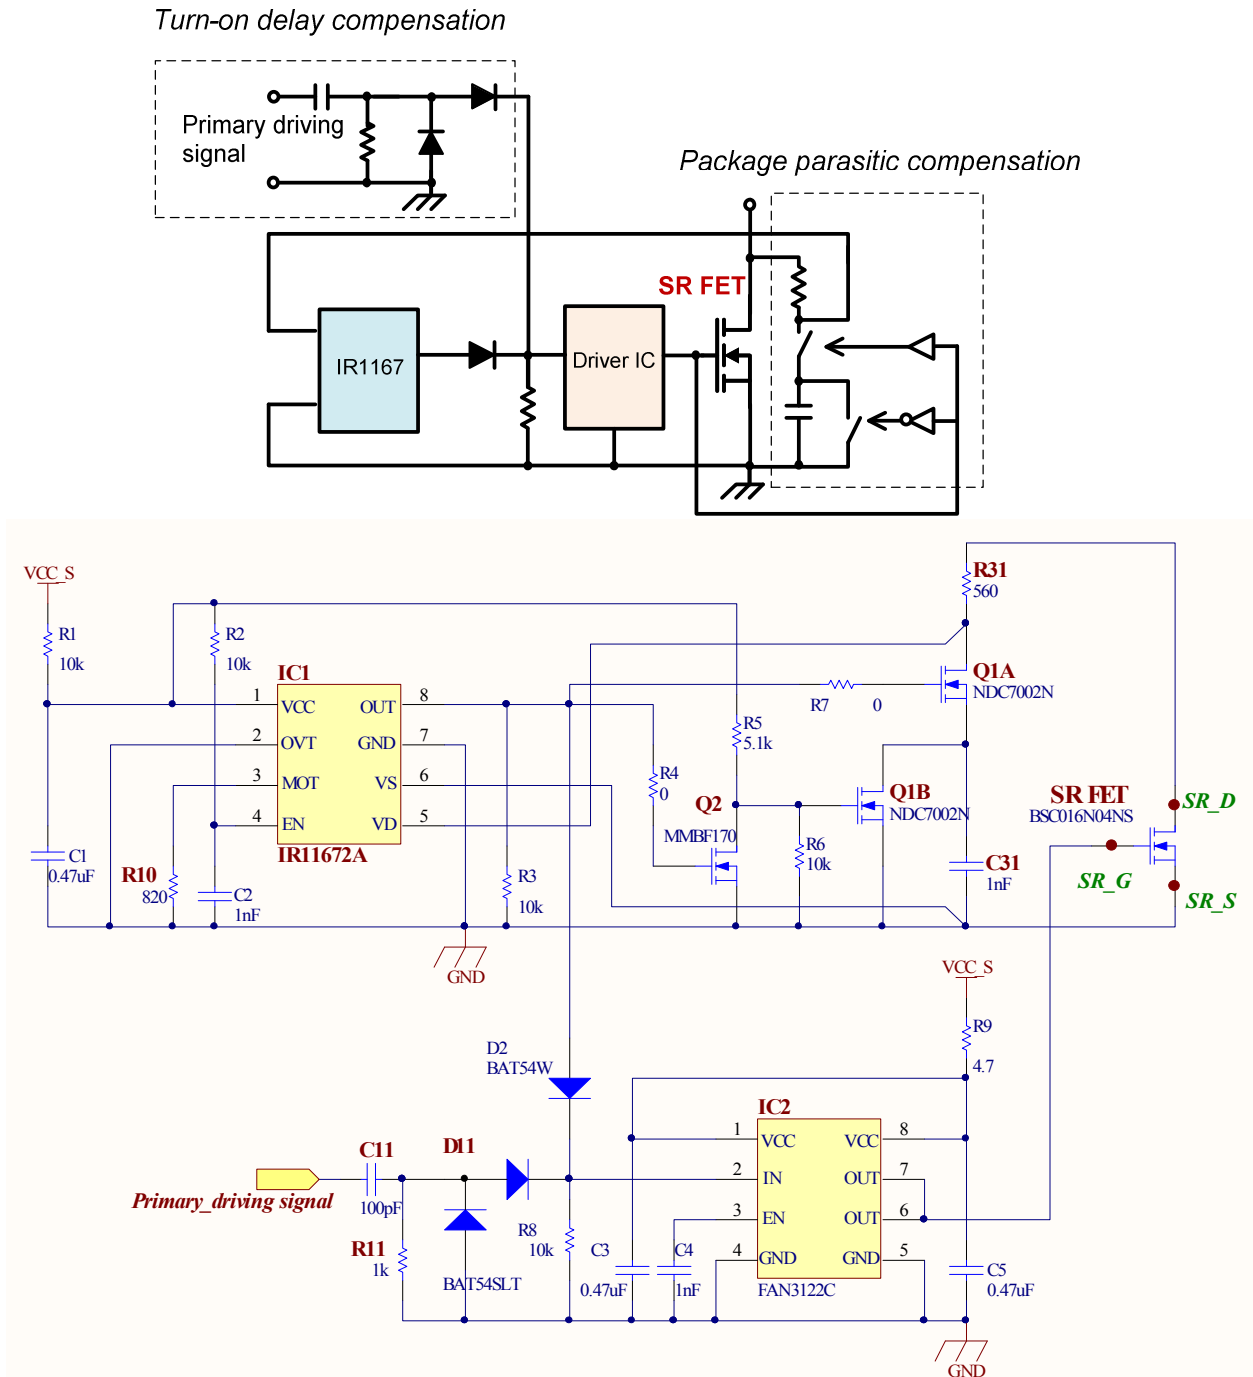 Turn-on delay compensation
Primary driving
signal
Package parasitic compensation
SR FET
IR1167
Driver IC
VCC_S
R1
10k
R2
10k
IC1
1
VCC
OUT
8
2
OVT
GND
7
3
MOT
VS
6
4
EN
VD
5
IR11672A
C1
0.47uF
R10
820
C2
1nF
R3
10k
GND
R4
0
R5
5.1k
Q2
MMBF170
R6
10k
R7
0
R31
560
Q1A
NDC7002N
Q1B
NDC7002N
C31
1nF
SR FET
BSC016N04NS
SR_D
SR_G
SR_S
D2
BAT54W
VCC_S
R9
4.7
IC2
1
VCC
VCC
8
2
IN
OUT
7
3
EN
OUT
6
4
GND
GND
5
FAN3122C
Primary_driving signal
C11
100pF
D11
R11
1k
BAT54SLT
R8
10k
C3
0.47uF
C4
1nF
C5
0.47uF
GND